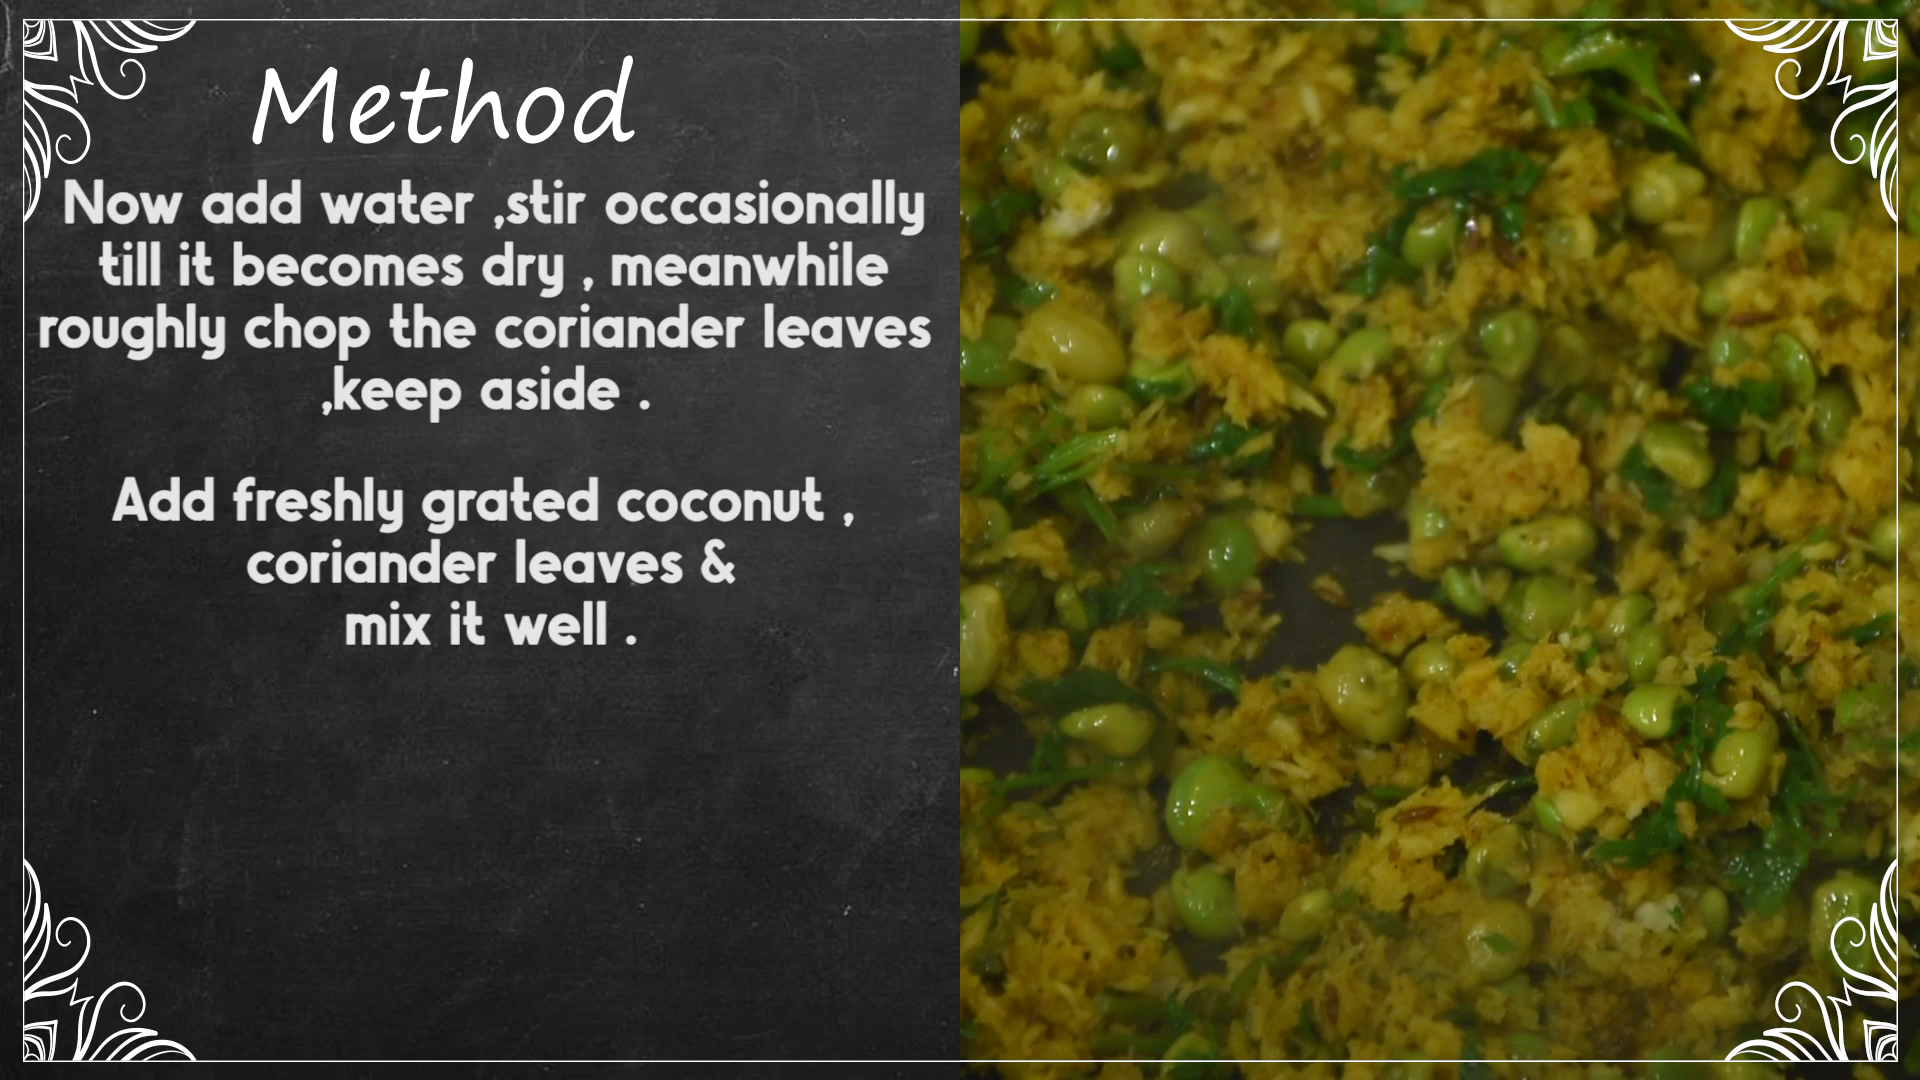 Method
Now add water ,stir occasionally
till it becomes dry , meanwhile
roughly chop the coriander leaves
,keep aside .
Add freshly grated coconut ,
coriander leaves &
mix it well .